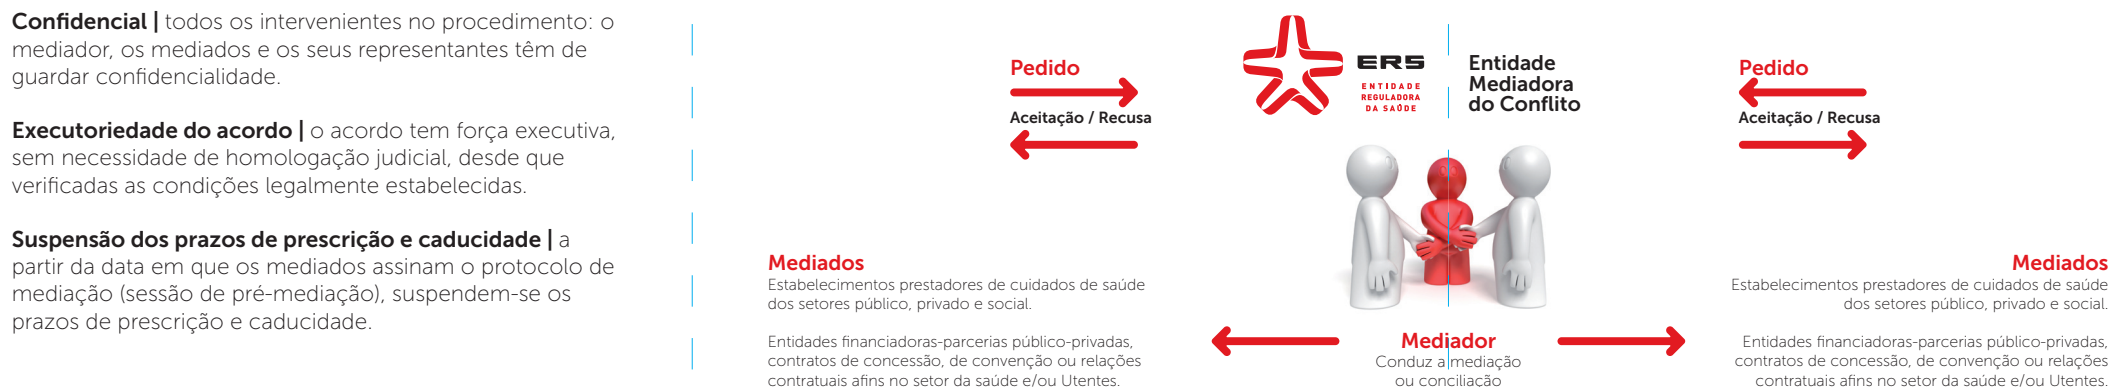 Confidencial | todos os intervenientes no procedimento: o
mediador, os mediados e os seus representantes têm de
guardar confidencialidade.
Executoriedade do acordo | o acordo tem força executiva,
sem necessidade de homologação judicial, desde que
verificadas as condições legalmente estabelecidas.
Suspensão dos prazos de prescrição e caducidade | a
partir da data em que os mediados assinam o protocolo de
mediação (sessão de pré-mediação), suspendem-se os
prazos de prescrição e caducidade.
Pedido
Aceitação / Recusa
Mediados
Estabelecimentos prestadores de cuidados de saúde
dos setores público, privado e social.
Entidades financiadoras-parcerias público-privadas,
contratos de concessão, de convenção ou relações
contratuais afins no setor da saúde e/ou Utentes.
ERS
ENTIDADE
REGULADORA
DA SAÚDE
Entidade
Mediadora
do Conflito
Mediador
Conduz a mediação
ou conciliação
Pedido
Aceitação / Recusa
Mediados
Estabelecimentos prestadores de cuidados de saúde
dos setores público, privado e social.
Entidades financiadoras-parcerias público-privadas,
contratos de concessão, de convenção ou relações
contratuais afins no setor da saúde e/ou Utentes.